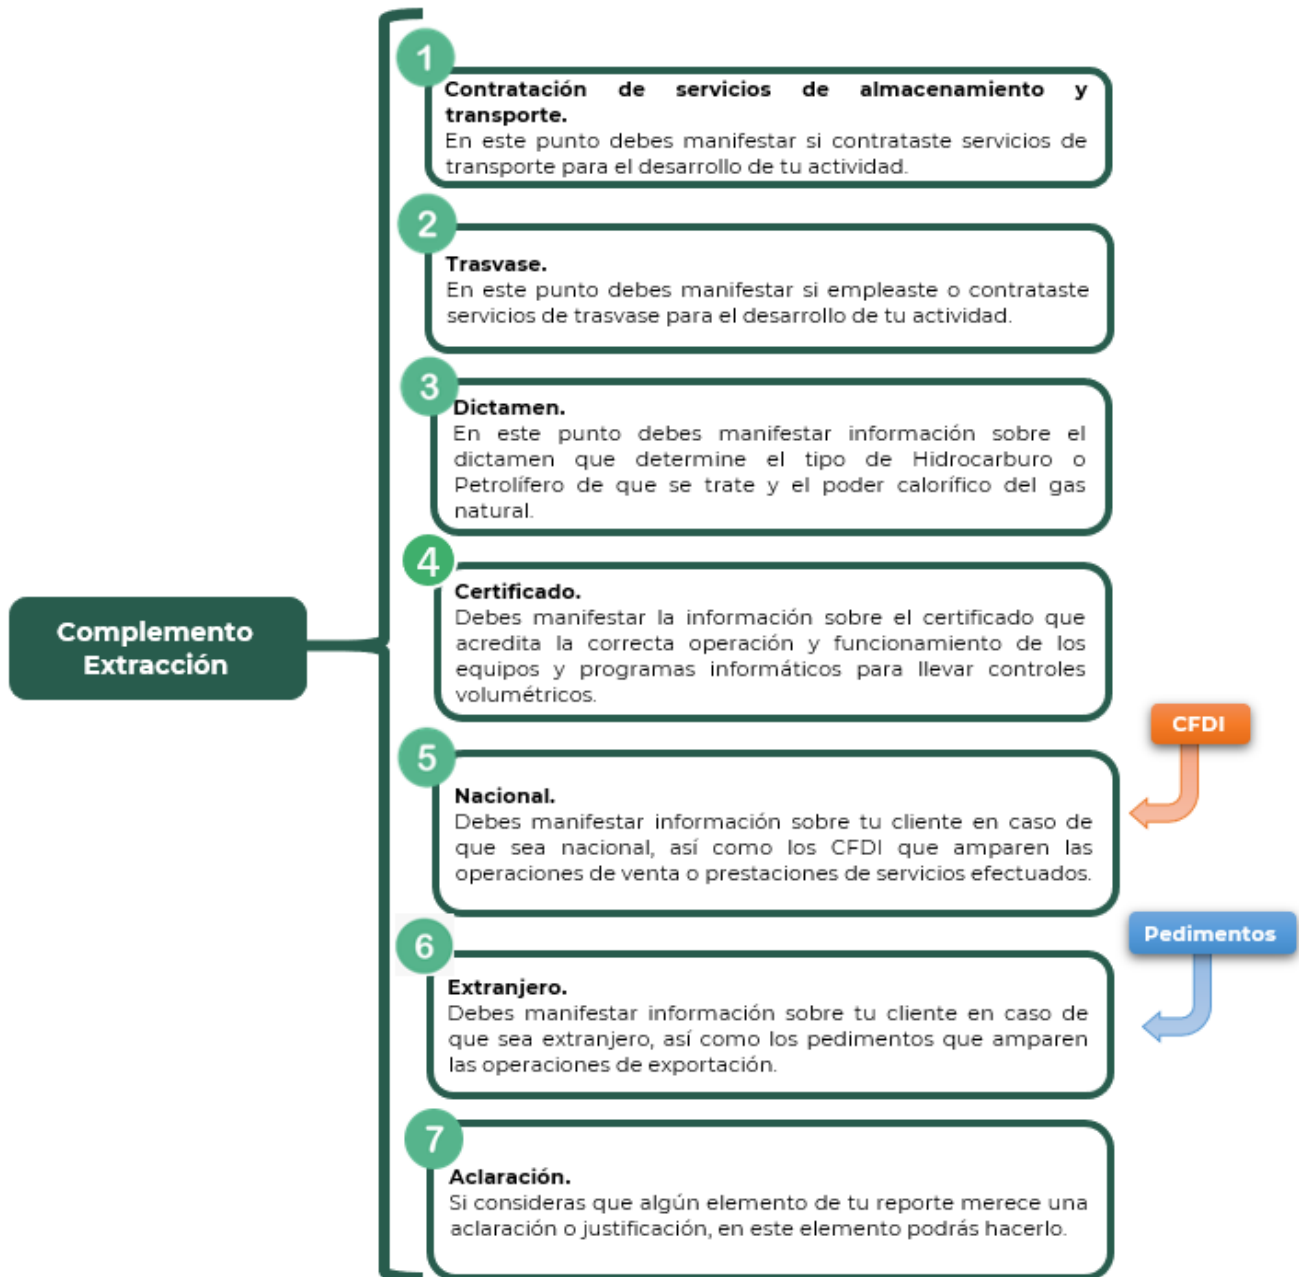 1
Contratación de servicios de almacenamiento y
transporte.
En este punto debes manifestar si contrataste servicios de
transporte para el desarrollo de tu actividad.
2
Trasvase.
En este punto debes manifestar si empleaste o contrataste
servicios de trasvase para el desarrollo de tu actividad.
3
Dictamen.
En este punto debes manifestar información sobre el
dictamen que determine el tipo de Hidrocarburo o
Petrolífero de que se trate y el poder calorífico del gas
natural.
4
Certificado.
Debes manifestar la información sobre el certificado que
acredita la correcta operación y funcionamiento de los
equipos y programas informáticos para llevar controles
volumétricos.
Complemento
Extracción
CFDI
5
Nacional.
Debes manifestar información sobre tu cliente en caso de
que sea nacional, así como los CFDI que amparen las
operaciones de venta o prestaciones de servicios efectuados.
Pedimentos
6
Extranjero.
Debes manifestar información sobre tu cliente en caso de
que sea extranjero, así como los pedimentos que amparen
las operaciones de exportación.
7
Aclaración.
Si consideras que algún elemento de tu reporte merece una
aclaración o justificación, en este elemento podrás hacerlo.